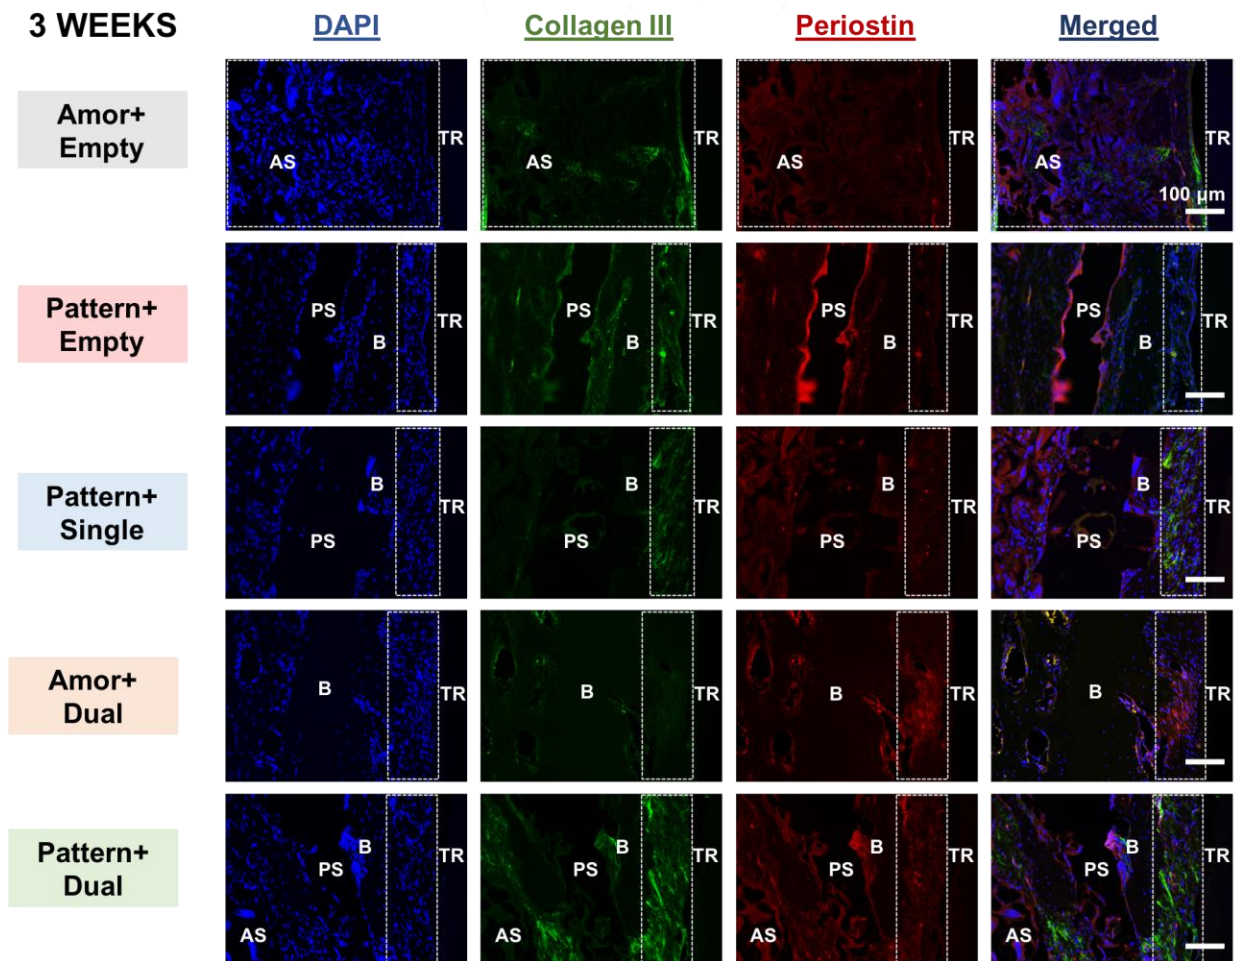 3 WEEKS DAPI Collagen III Periostin Merged
Amor+
Empty
AS TR AS TR AS TR AS TR
100 µm
Pattern+
Empty
PS B TR PS B TR PS B TR PS B TR
Pattern+
Single
B TR PS B TR PS B TR PS B TR PS
Amor+
Dual
B TR B TR B TR B TR
Pattern+
Dual
B TR PS AS B TR PS AS B TR PS AS B TR PS AS